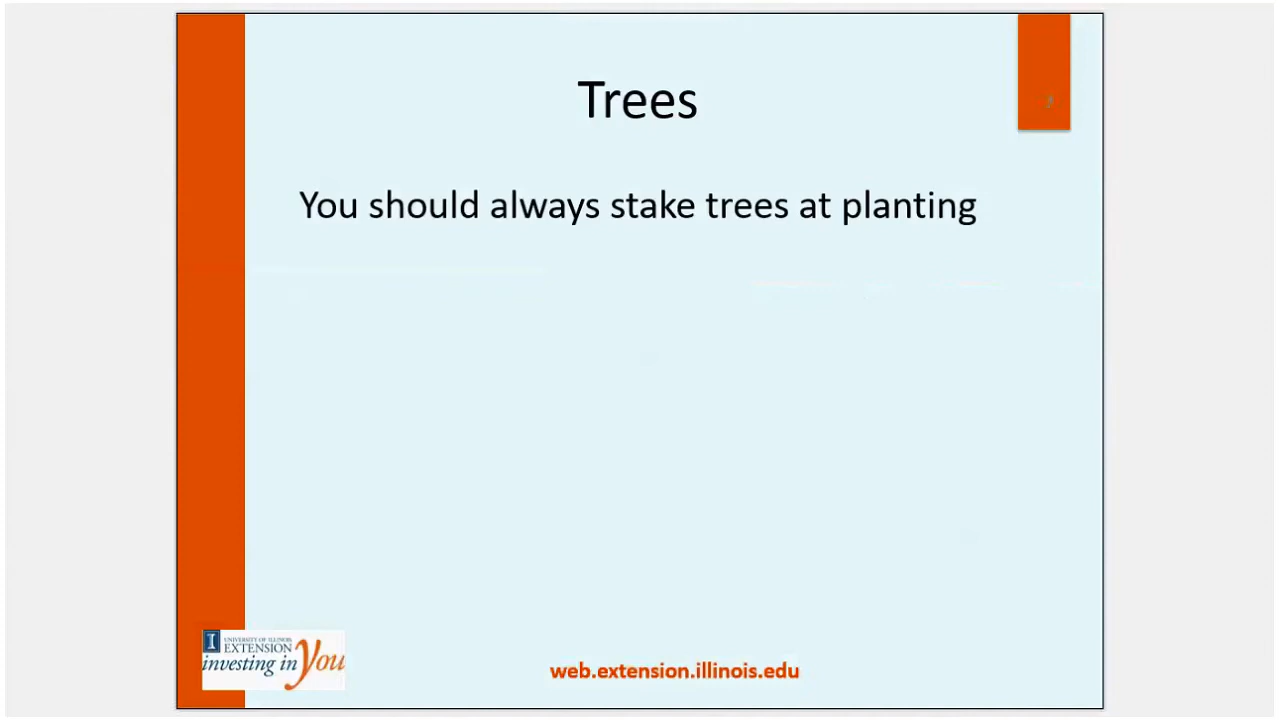 Trees
You should always stake trees at planting
I
UNIVERSITY OF ILLINOIS
EXTENSION
investing in you
web.extension.illinois.edu